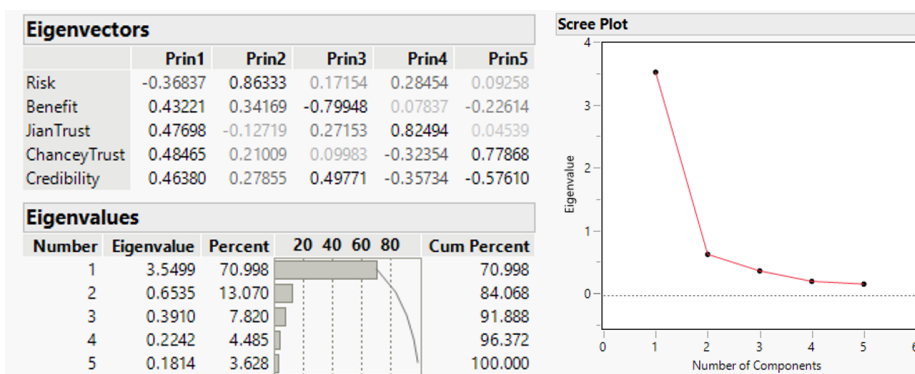 Eigenvectors
Prin1 Prin2 Prin3 Prin4 Prin5
Risk -0.36837 0.86333 0.17154 0.28454 0.09258
Benefit 0.43221 0.34169 -0.79948 0.07837 -0.22614
JianTrust 0.47698 -0.12719 0.27153 0.82494 0.04539
ChanceyTrust 0.48465 0.21009 0.09983 -0.32354 0.77868
Credibility 0.46380 0.27855 0.49771 -0.35734 -0.57610
Eigenvalues
Number Eigenvalue Percent 20 40 60 80 Cum Percent
1 3.5499 70.998 70.998
2 0.6535 13.070 84.068
3 0.3910 7.820 91.888
4 0.2242 4.485 96.372
5 0.1814 3.628 100.000
Scree Plot
4
3
2
1
0
Eigenvalue
0 1 2 3 4 5 6
Number of Components